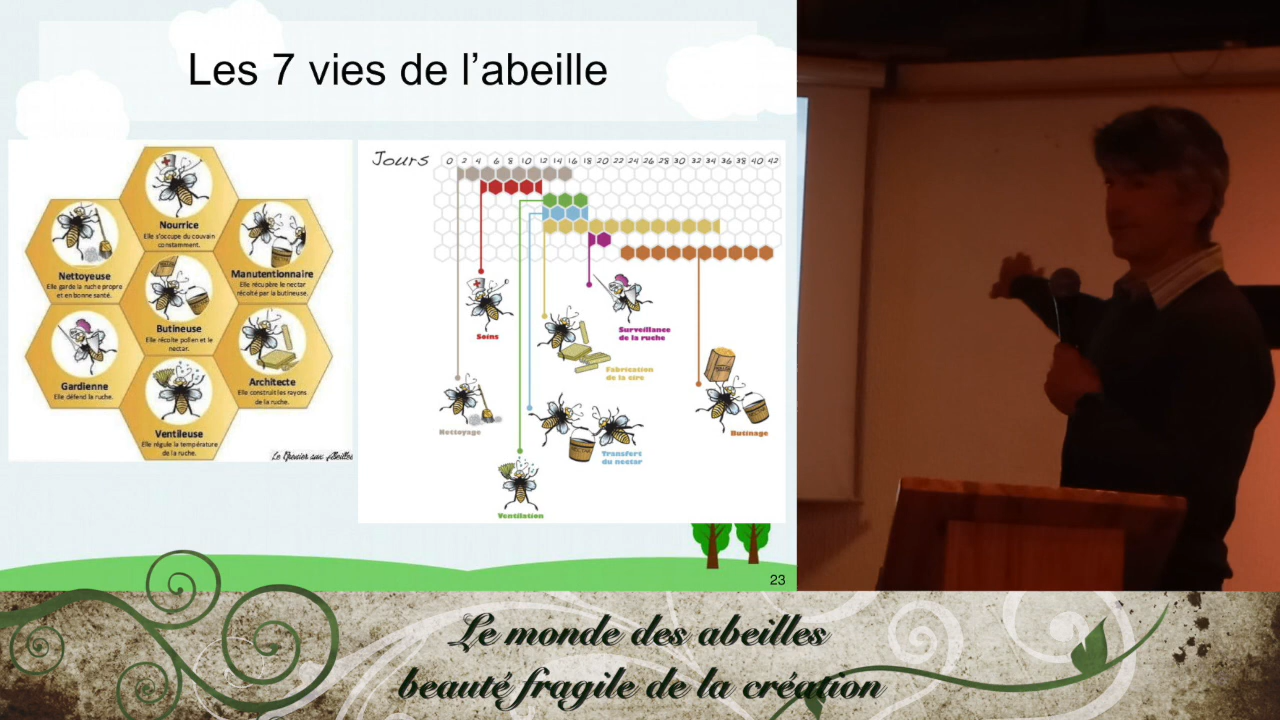 Les 7 vies de l'abeille
Nourrice
Elle s'occupe du couvain
constamment.
Nettoyeuse
Elle garde la ruche propre
et en bonne santé.
Manutentionnaire
Elle récupère le nectar
récolté par la butineuse.
Butineuse
Elle récolte pollen et le
nectar.
Gardienne
Elle défend la ruche.
Architecte
Elle construit les rayons
de la ruche.
Ventileuse
Elle régule la température
de la ruche.
Jours 0 2 4 6 8 10 12 14 16 18 20 22 24 26 28 30 32 34 36 38 40 42
Soins
Surveillance
de la ruche
Fabrication
de la cire
Nettoyage
Butinage
NECTAR
Transfert
du nectar
Ventilation
23
Le monde des abeilles
beauté fragile de la création